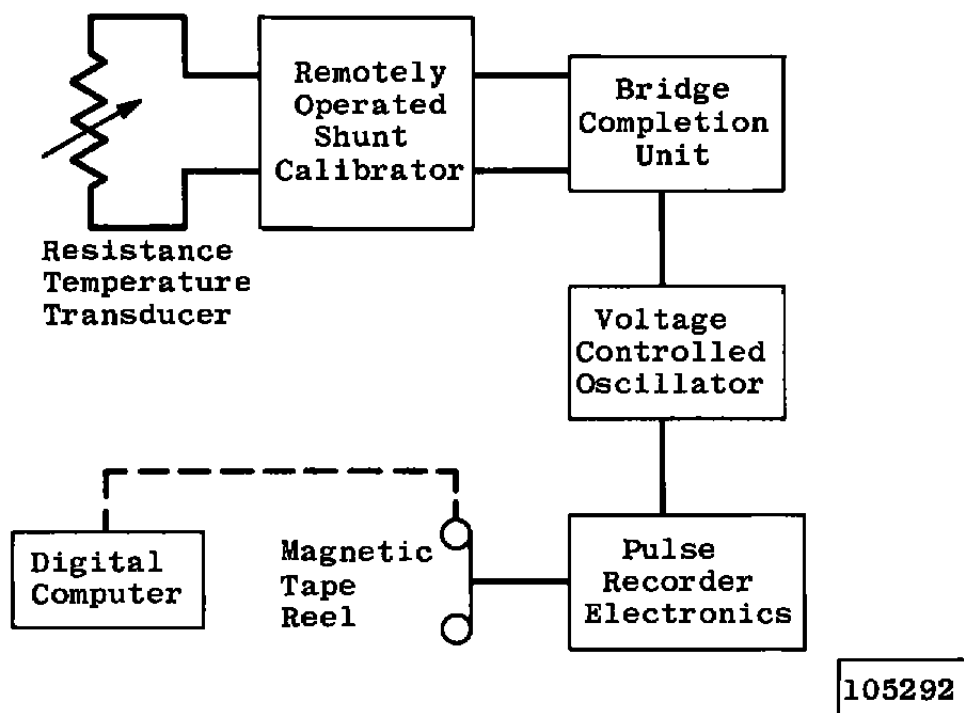 Remotely
Operated
Shunt
Calibrator
Bridge
Completion
Unit
Resistance
Temperature
Transducer
Voltage
Controlled
Oscillator
Digital
Computer
Magnetic
Tape
Reel
Pulse
Recorder
Electronics
105292